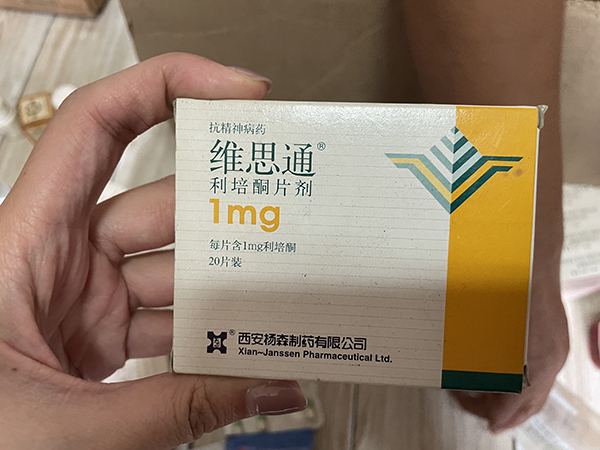 抗精神病药
维思通®
利培酮片剂
1mg
每片含1mg利培酮
20片装
® 西安杨森制药有限公司
Xian-Janssen Pharmaceutical Ltd.